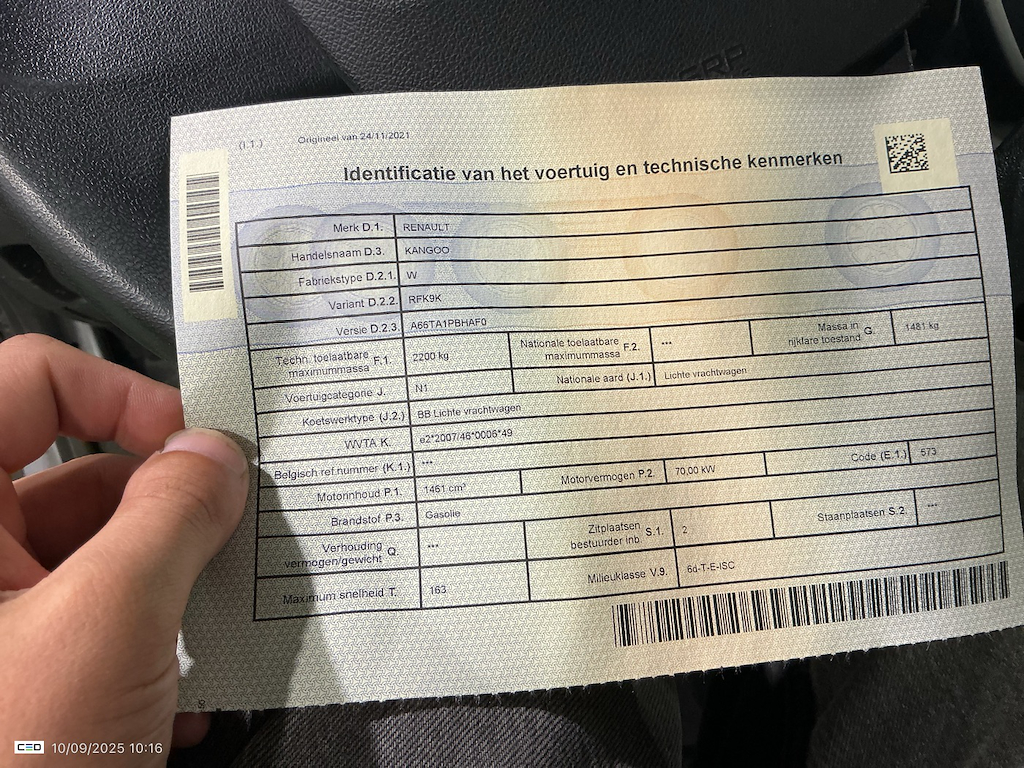 SRP
(I.1.) Origineel van 24/11/2021
Identificatie van het voertuig en technische kenmerken
Merk D.1. RENAULT
Handelsnaam D.3. KANGOO
Fabriekstype D.2.1. W
Variant D.2.2. RFK9K
Versie D.2.3. A66TA1PBHAF0
Techn. toelaatbare maximummassa F.1. 2200 kg Nationale toelaatbare maximummassa F.2. --- Massa in rijklare toestand G. 1481 kg
Voertuigcategorie J. N1 Nationale aard (J.1.) Lichte vrachtwagen
Koetswerktype (J.2.) BB Lichte vrachtwagen
WVTA K. e2*2007/46*0006*49
Belgisch ref.nummer (K.1.) ---
Motorinhoud P.1. 1461 cm³ Motorvermogen P.2. 70,00 kW Code (E.1.) 573
Brandstof P.3. Gasolie
Verhouding vermogen/gewicht Q. --- Zitplaatsen bestuurder inb. S.1. 2 Staanplaatsen S.2. ---
Maximum snelheid T. 163 Milieuklasse V.9. 6d-T-E-ISC
CED 10/09/2025 10:16